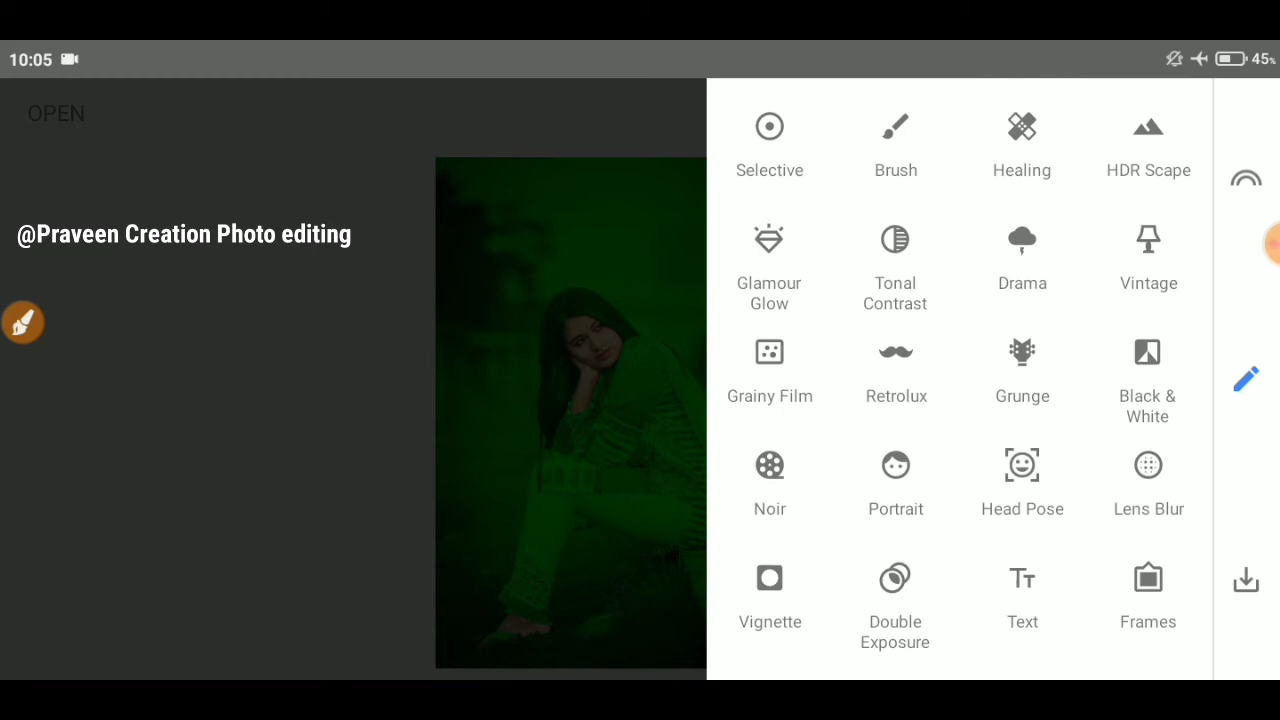 10:05
45%
OPEN
@Praveen Creation Photo editing
Selective
Brush
Healing
HDR Scape
Glamour
Glow
Tonal
Contrast
Drama
Vintage
Grainy Film
Retrolux
Grunge
Black &
White
Noir
Portrait
Head Pose
Lens Blur
Vignette
Double
Exposure
Text
Frames